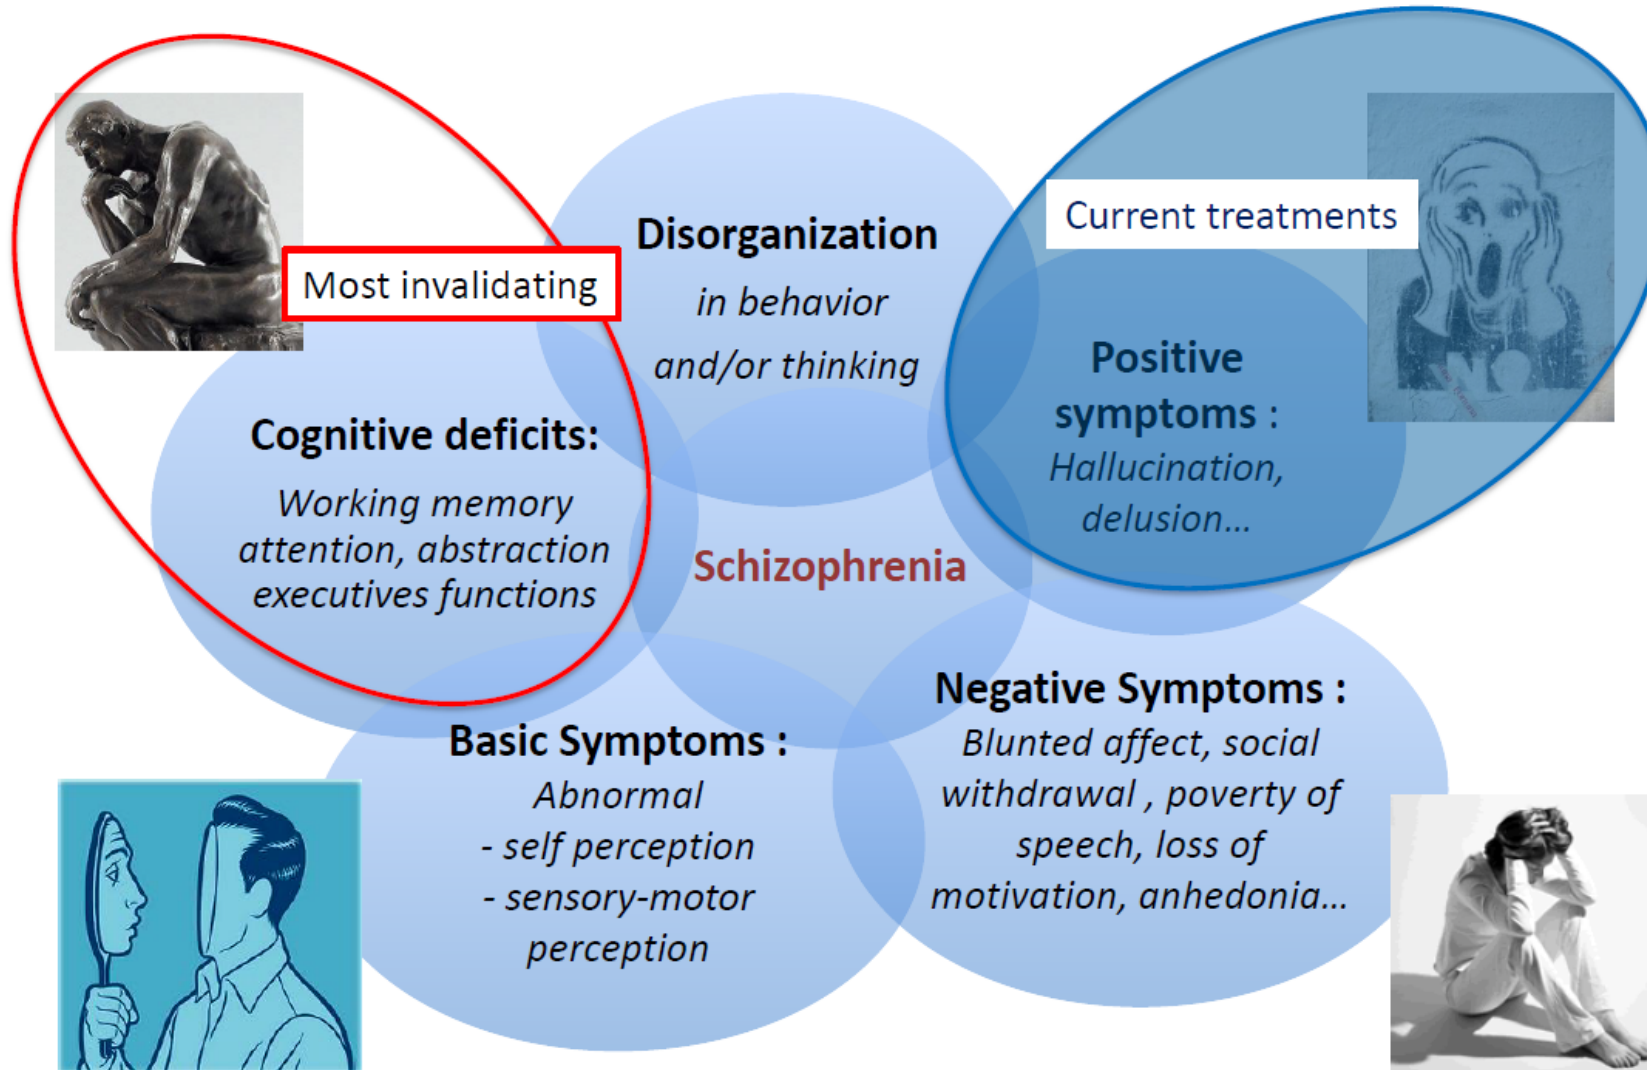 Most invalidating
Disorganization
in behavior
and/or thinking
Current treatments
Positive
symptoms :
Hallucination,
delusion...
Cognitive deficits:
Working memory
attention, abstraction
executives functions
Schizophrenia
Basic Symptoms :
Abnormal
- self perception
- sensory-motor
perception
Negative Symptoms :
Blunted affect, social
withdrawal , poverty of
speech, loss of
motivation, anhedonia...